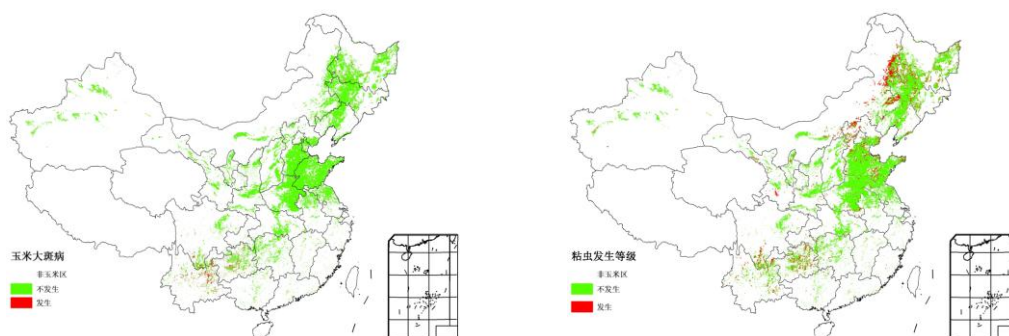 玉米大斑病
非玉米区
不发生
发生
粘虫发生等级
非玉米区
不发生
发生